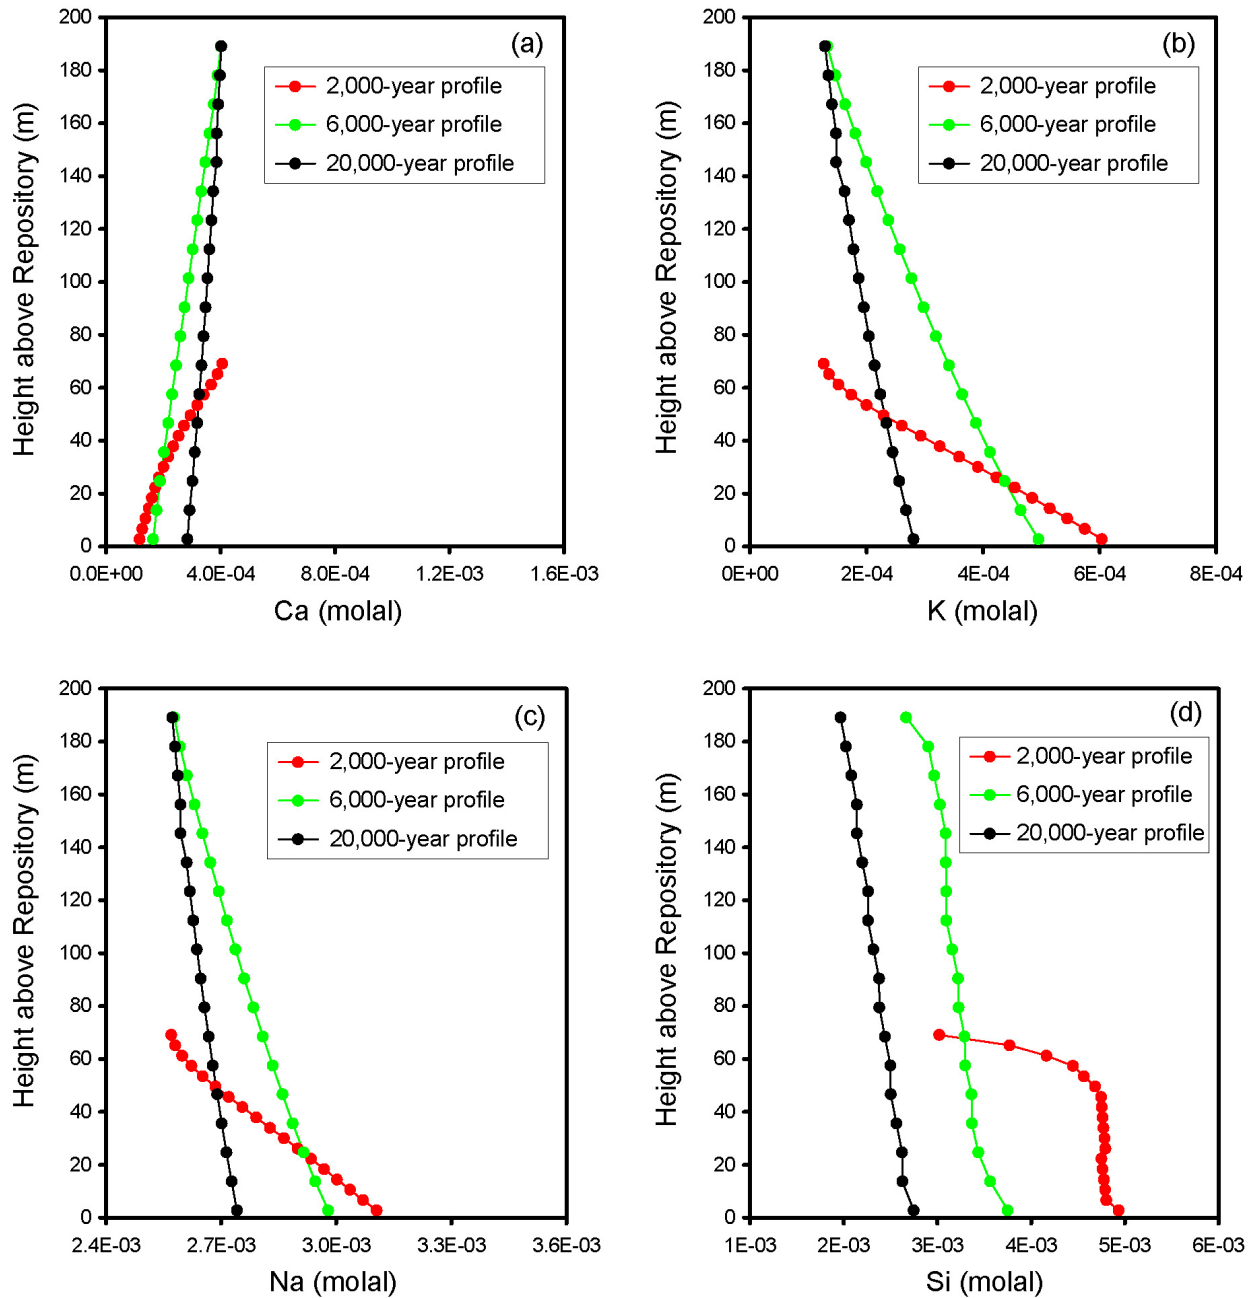 (a)
2,000-year profile
6,000-year profile
20,000-year profile
Height above Repository (m)
200
180
160
140
120
100
80
60
40
20
0
0.0E+00
4.0E-04
8.0E-04
1.2E-03
1.6E-03
Ca (molal)
(b)
2,000-year profile
6,000-year profile
20,000-year profile
Height above Repository (m)
200
180
160
140
120
100
80
60
40
20
0
0E+00
2E-04
4E-04
6E-04
8E-04
K (molal)
(c)
2,000-year profile
6,000-year profile
20,000-year profile
Height above Repository (m)
200
180
160
140
120
100
80
60
40
20
0
2.4E-03
2.7E-03
3.0E-03
3.3E-03
3.6E-03
Na (molal)
(d)
2,000-year profile
6,000-year profile
20,000-year profile
Height above Repository (m)
200
180
160
140
120
100
80
60
40
20
0
1E-03
2E-03
3E-03
4E-03
5E-03
6E-03
Si (molal)